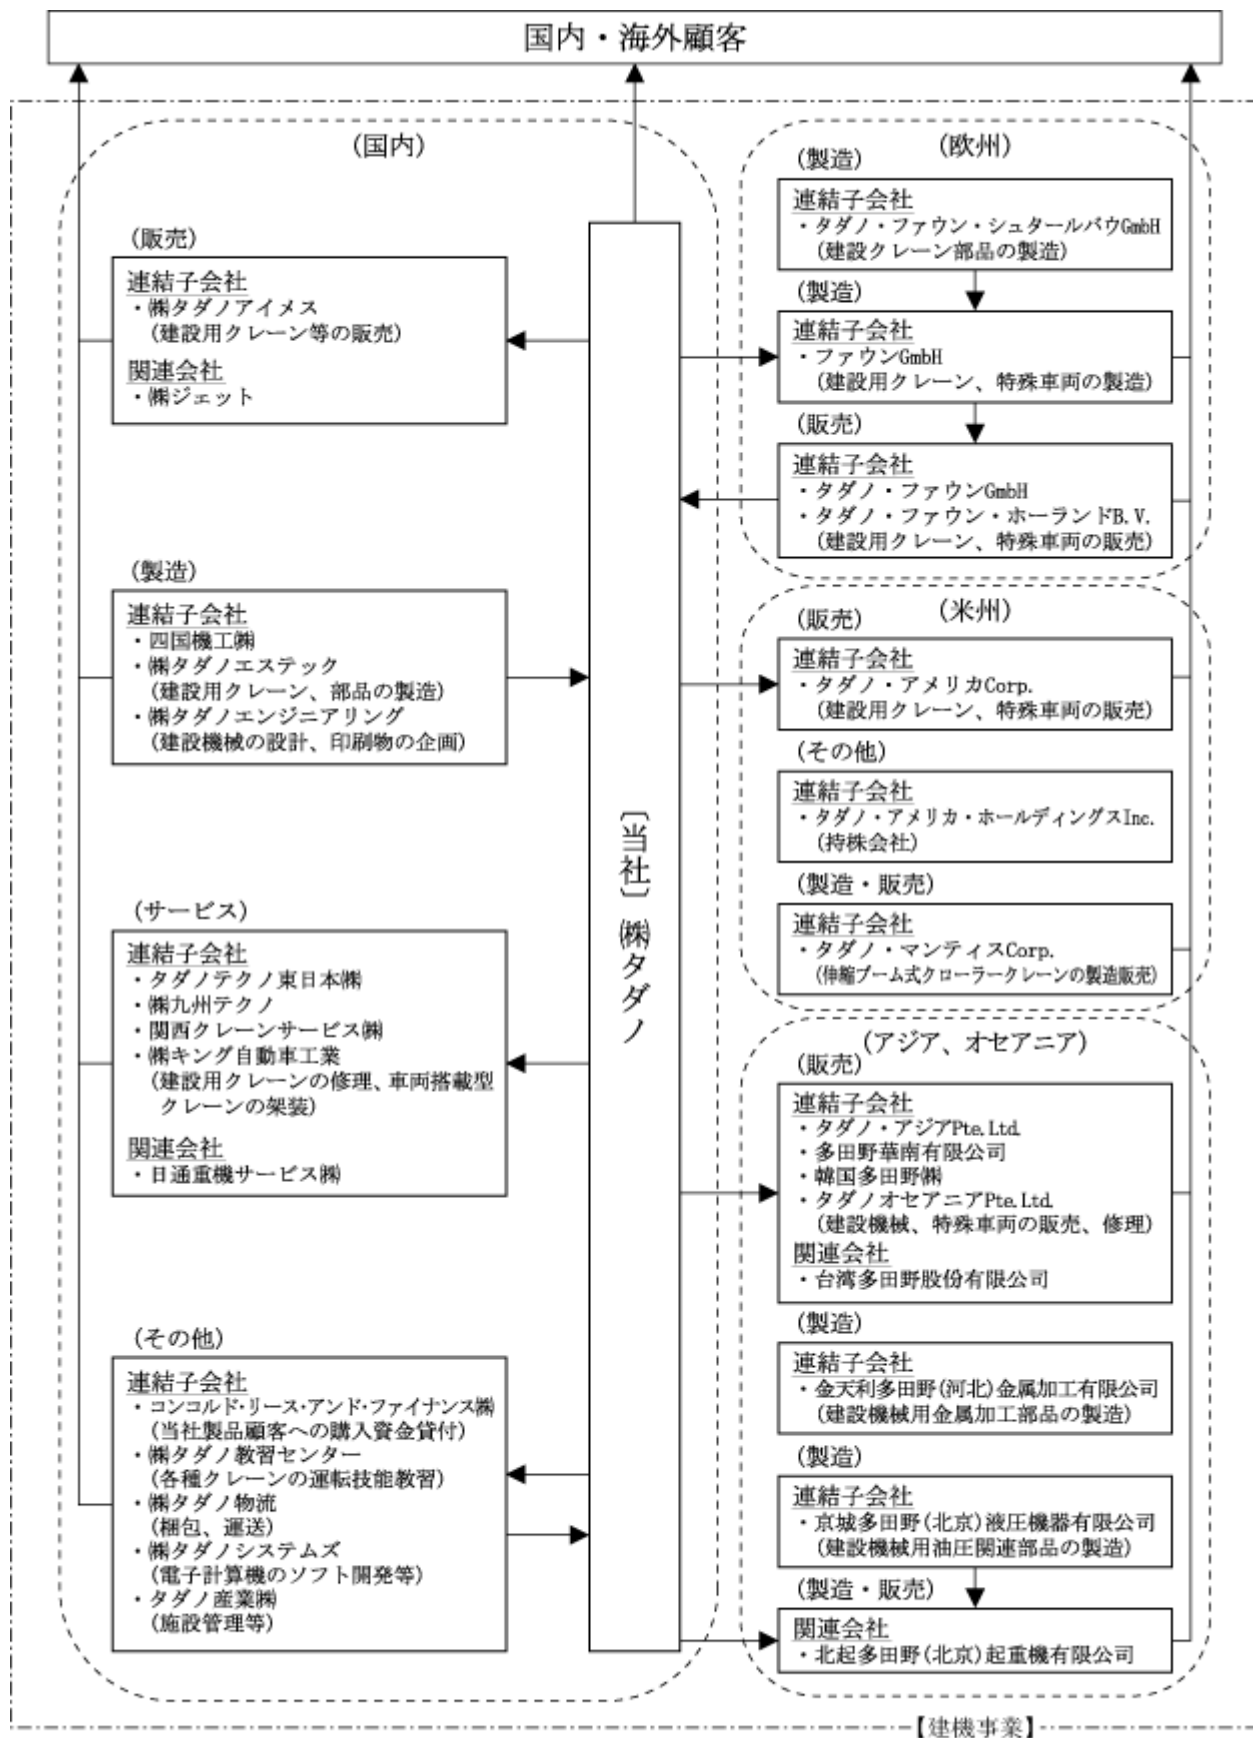 国内・海外顧客
(国内)
(販売)
連結子会社
・㈱タダノアイメス
(建設用クレーン等の販売)
関連会社
・㈱ジェット
(製造)
連結子会社
・四国機工㈱
・㈱タダノエステック
(建設用クレーン、部品の製造)
・㈱タダノエンジニアリング
(建設機械の設計、印刷物の企画)
(サービス)
連結子会社
・タダノテクノ東日本㈱
・㈱九州テクノ
・関西クレーンサービス㈱
・㈱キング自動車工業
(建設用クレーンの修理、車両搭載型
クレーンの架装)
関連会社
・日通重機サービス㈱
(その他)
連結子会社
・コンコルド・リース・アンド・ファイナンス㈱
(当社製品顧客への購入資金貸付)
・㈱タダノ教習センター
(各種クレーンの運転技能教習)
・㈱タダノ物流
(梱包、運送)
・㈱タダノシステムズ
(電子計算機のソフト開発等)
・タダノ産業㈱
(施設管理等)
〔当社〕㈱タダノ
(欧州)
(製造)
連結子会社
・タダノ・ファウン・シュタールバウGmbH
(建設クレーン部品の製造)
(製造)
連結子会社
・ファウンGmbH
(建設用クレーン、特殊車両の製造)
(販売)
連結子会社
・タダノ・ファウンGmbH
・タダノ・ファウン・ホーランドB.V.
(建設用クレーン、特殊車両の販売)
(米州)
(販売)
連結子会社
・タダノ・アメリカCorp.
(建設用クレーン、特殊車両の販売)
(その他)
連結子会社
・タダノ・アメリカ・ホールディングスInc.
(持株会社)
(製造・販売)
連結子会社
・タダノ・マンティスCorp.
(伸縮ブーム式クローラークレーンの製造販売)
(アジア、オセアニア)
(販売)
連結子会社
・タダノ・アジアPte.Ltd.
・多田野華南有限公司
・韓国多田野㈱
・タダノオセアニアPte.Ltd.
(建設機械、特殊車両の販売、修理)
関連会社
・台湾多田野股份有限公司
(製造)
連結子会社
・金天利多田野(河北)金属加工有限公司
(建設機械用金属加工部品の製造)
(製造)
連結子会社
・京城多田野(北京)液圧機器有限公司
(建設機械用油圧関連部品の製造)
(製造・販売)
関連会社
・北起多田野(北京)起重機有限公司
【建機事業】